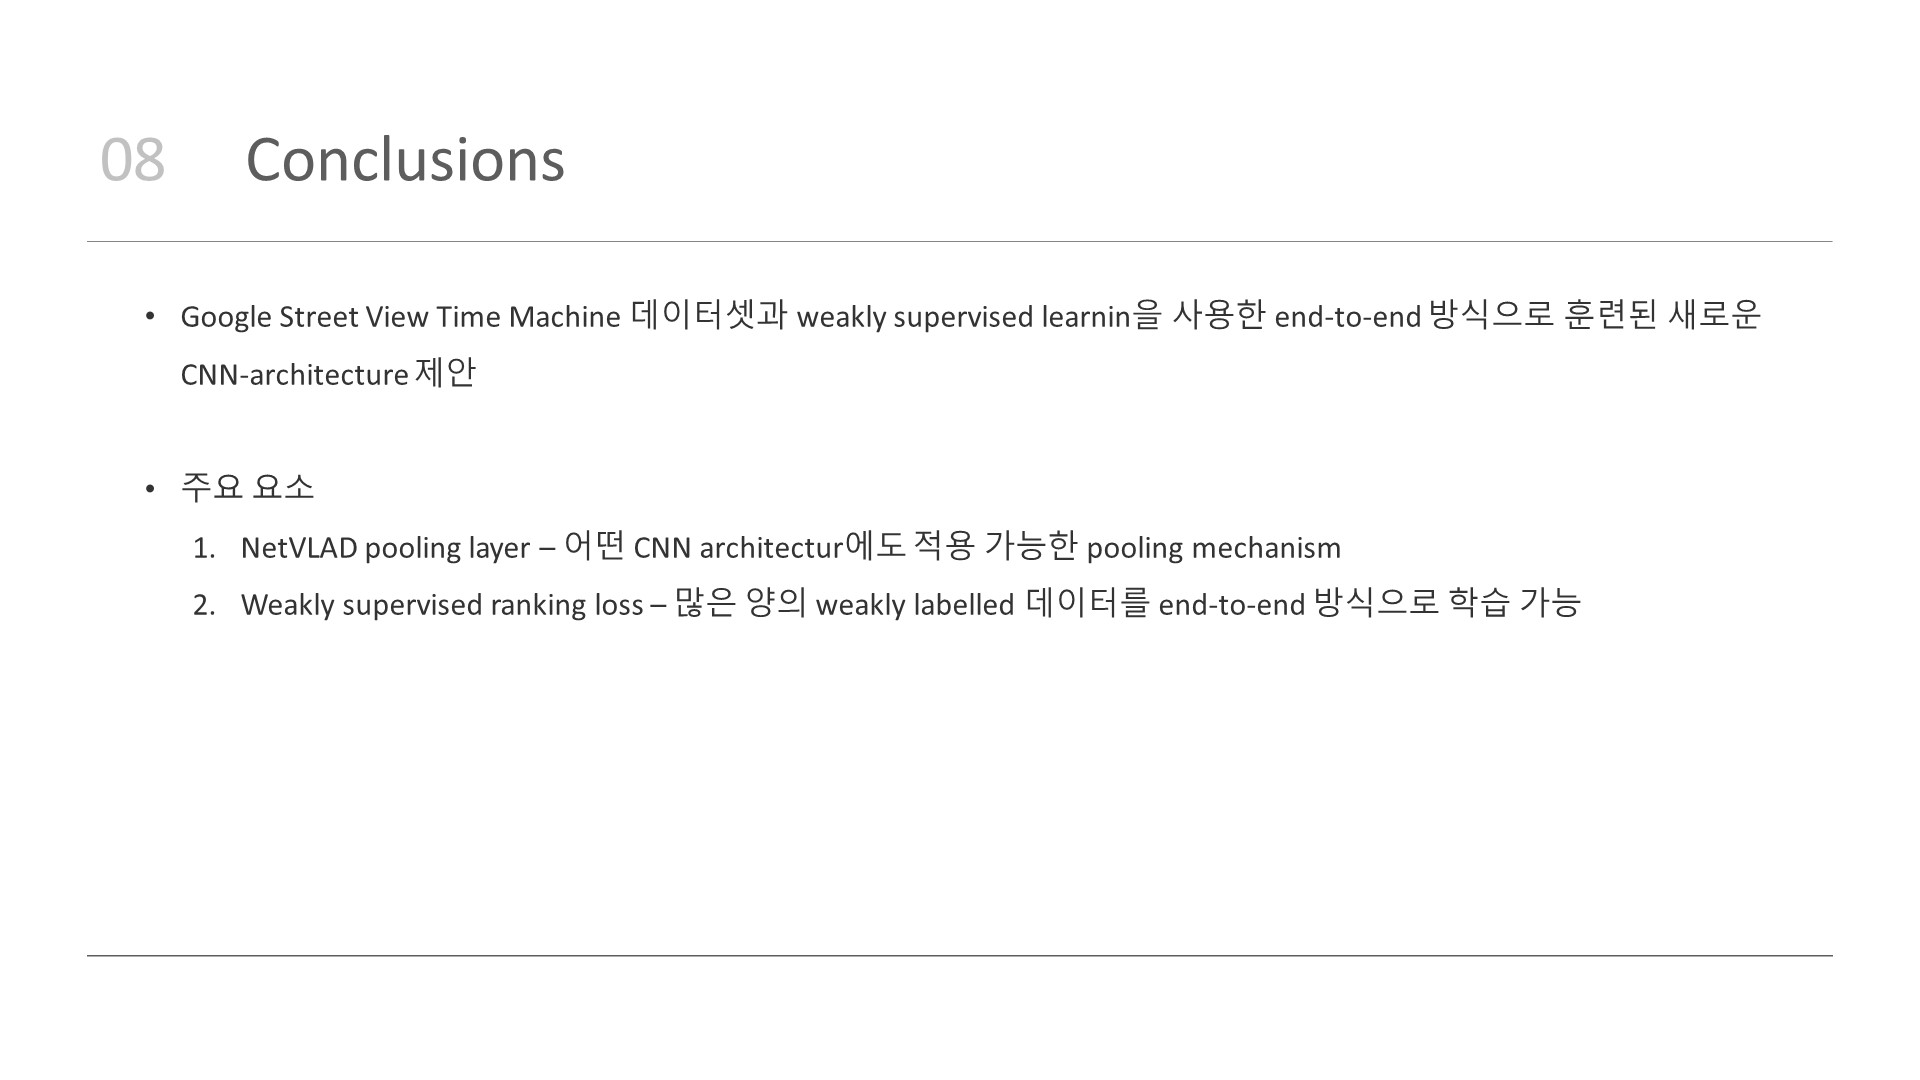 08 Conclusions
• Google Street View Time Machine 데이터셋과 weakly supervised learnin을 사용한 end-to-end 방식으로 훈련된 새로운
CNN-architecture 제안
• 주요 요소
1. NetVLAD pooling layer – 어떤 CNN architectur에도 적용 가능한 pooling mechanism
2. Weakly supervised ranking loss – 많은 양의 weakly labelled 데이터를 end-to-end 방식으로 학습 가능